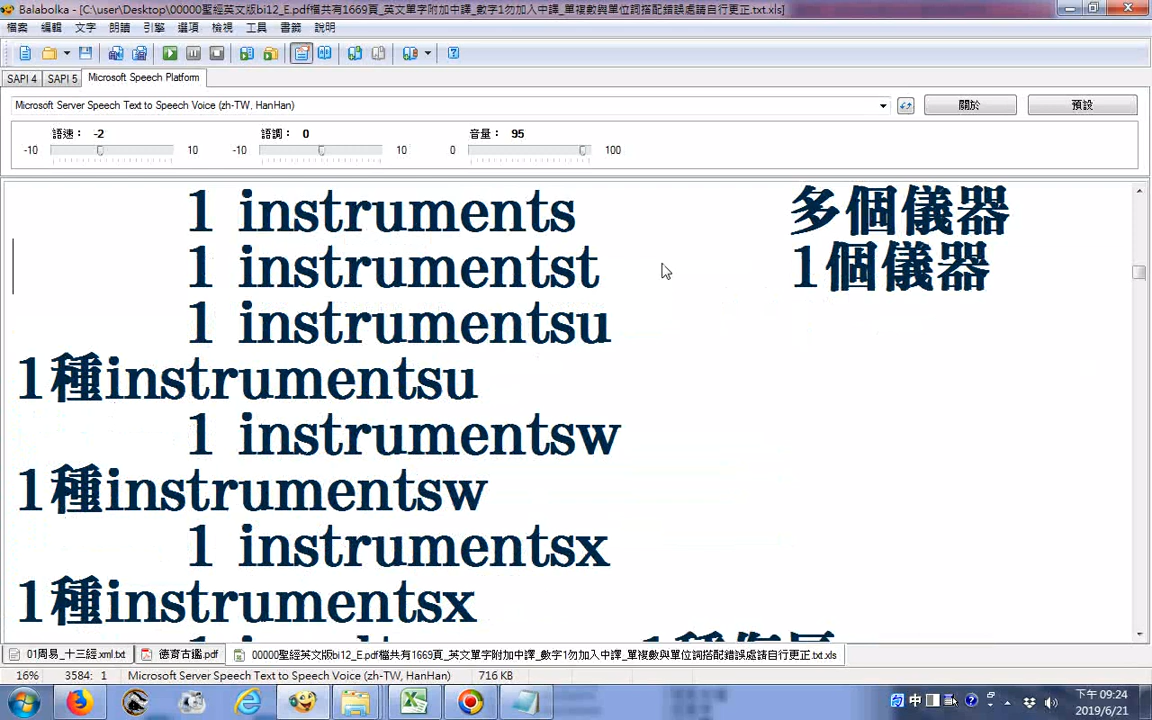 Balabolka - [C:\user\Desktop\00000聖經英文版bi12_E.pdf檔共有1669頁_英文單字附加中譯_數字1勿加入中譯_單複數與單位詞搭配錯誤處請自行更正.txt.xls]
檔案 編輯 文字 朗讀 引擎 選項 檢視 工具 書籤 說明
SAPI 4 SAPI 5 Microsoft Speech Platform
Microsoft Server Speech Text to Speech Voice (zh-TW, HanHan) 關於 預設
語速： -2 語調： 0 音量： 95
-10 10 -10 10 0 100
1 instruments 多個儀器
1 instrumentst 1個儀器
1 instrumentsu
1種instrumentsu
1 instrumentsw
1種instrumentsw
1 instrumentsx
1種instrumentsx
01周易_十三經.xml.txt 德育古鑑.pdf 00000聖經英文版bi12_E.pdf檔共有1669頁_英文單字附加中譯_數字1勿加入中譯_單複數與單位詞搭配錯誤處請自行更正.txt.xls
16% 3584: 1 Microsoft Server Speech Text to Speech Voice (zh-TW, HanHan) 716 KB
中 下午 09:24
2019/6/21